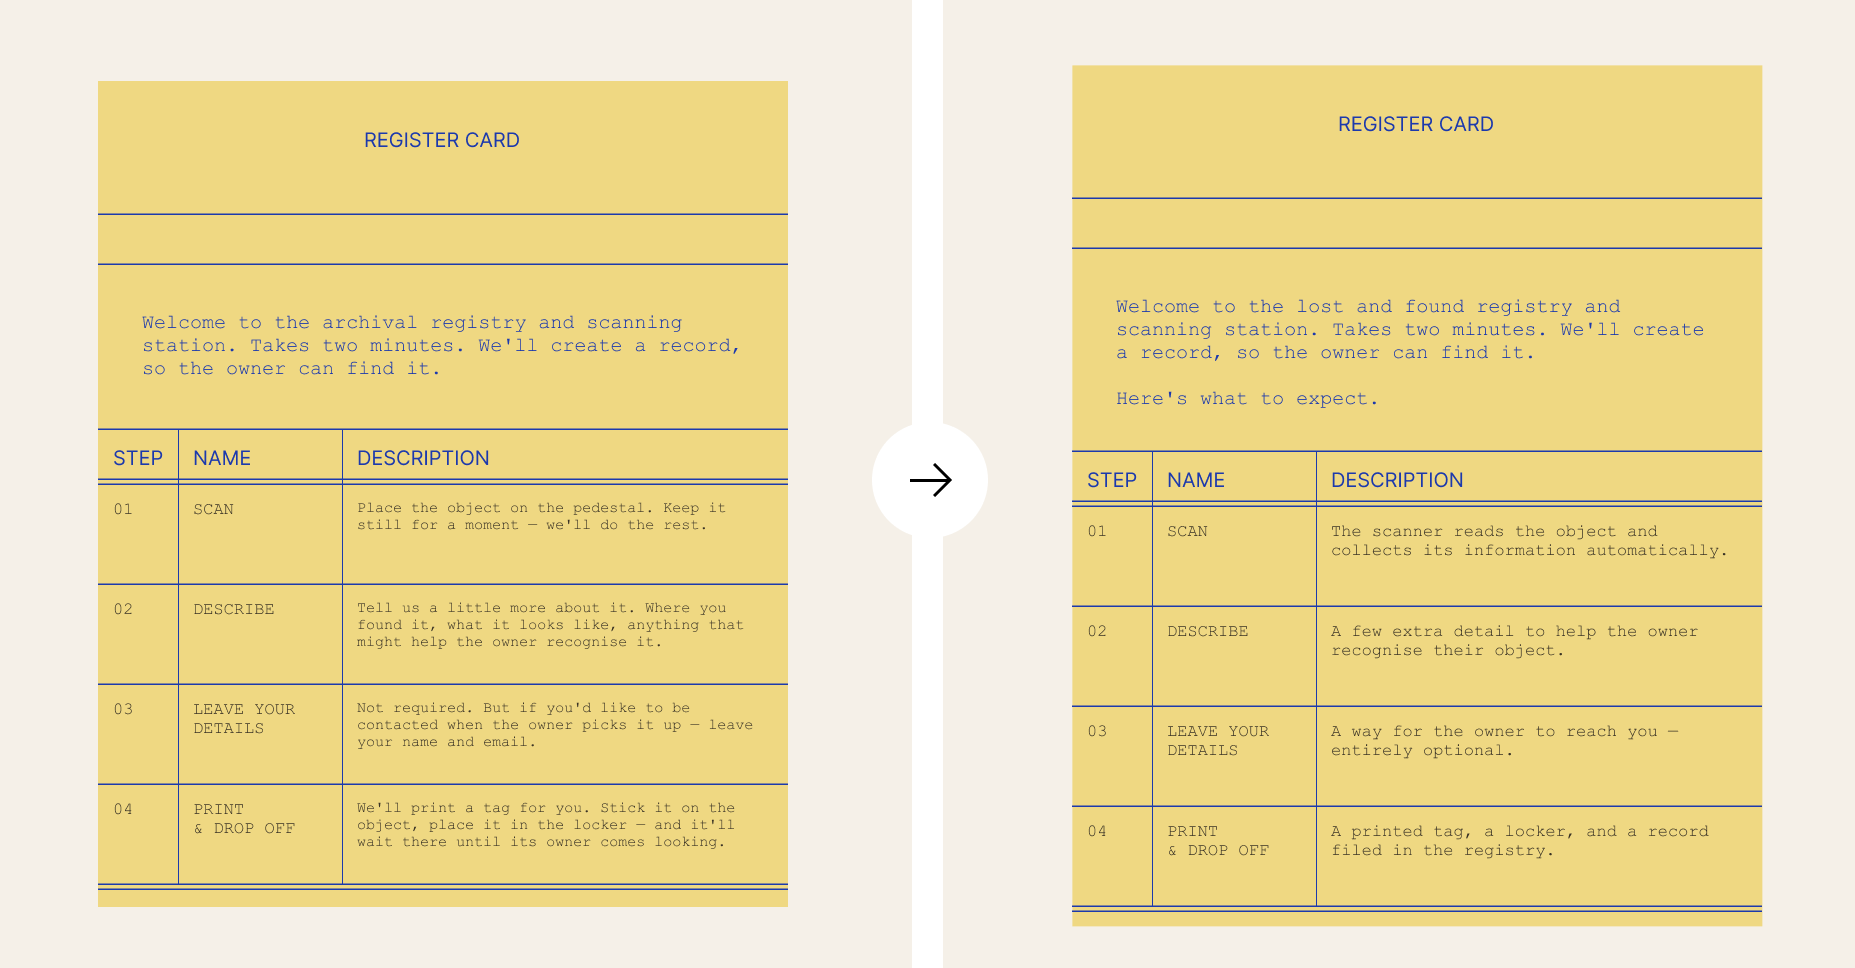 REGISTER CARD
Welcome to the archival registry and scanning
station. Takes two minutes. We'll create a record,
so the owner can find it.
STEP NAME DESCRIPTION
01 SCAN Place the object on the pedestal. Keep it
still for a moment — we'll do the rest.
02 DESCRIBE Tell us a little more about it. Where you
found it, what it looks like, anything that
might help the owner recognise it.
03 LEAVE YOUR Not required. But if you'd like to be
DETAILS contacted when the owner picks it up — leave
your name and email.
04 PRINT We'll print a tag for you. Stick it on the
& DROP OFF object, place it in the locker — and it'll
wait there until its owner comes looking.
REGISTER CARD
Welcome to the lost and found registry and
scanning station. Takes two minutes. We'll create
a record, so the owner can find it.
Here's what to expect.
STEP NAME DESCRIPTION
01 SCAN The scanner reads the object and
collects its information automatically.
02 DESCRIBE A few extra detail to help the owner
recognise their object.
03 LEAVE YOUR A way for the owner to reach you —
DETAILS entirely optional.
04 PRINT A printed tag, a locker, and a record
& DROP OFF filed in the registry.